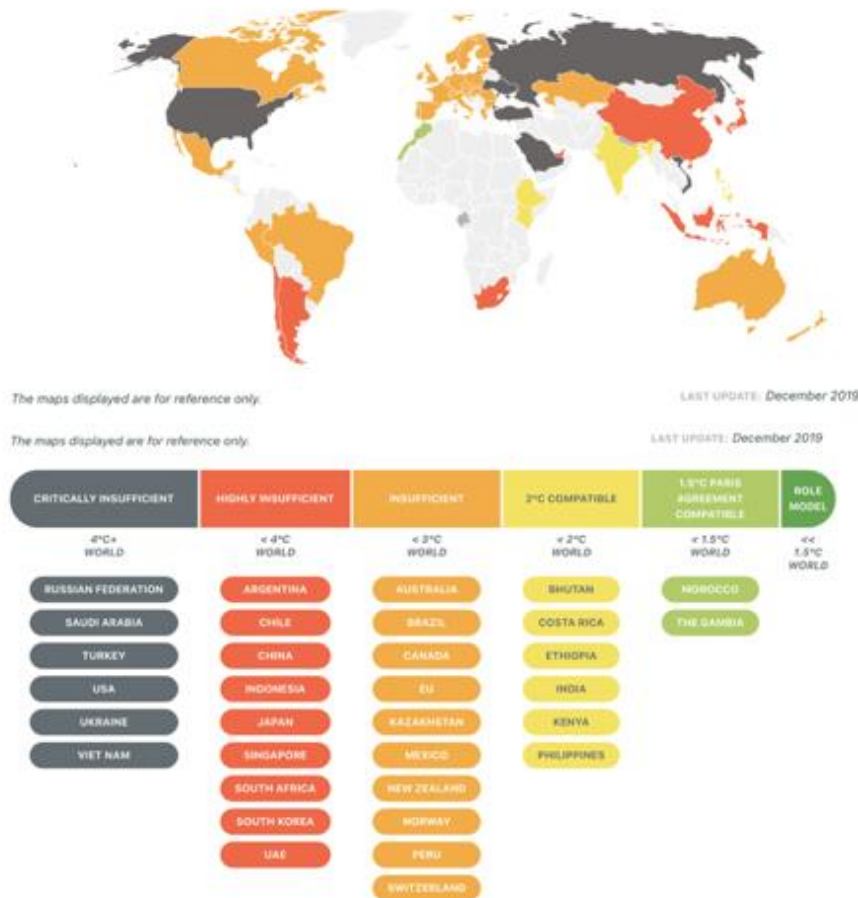 The maps displayed are for reference only.
LAST UPDATE: December 2019
The maps displayed are for reference only.
LAST UPDATE: December 2019
CRITICALLY INSUFFICIENT
HIGHLY INSUFFICIENT
INSUFFICIENT
2°C COMPATIBLE
1.5°C PARIS
AGREEMENT
COMPATIBLE
ROLE
MODEL
4°C+
WORLD
< 4°C
WORLD
< 3°C
WORLD
< 2°C
WORLD
< 1.5°C
WORLD
<<
1.5°C
WORLD
RUSSIAN FEDERATION
SAUDI ARABIA
TURKEY
USA
UKRAINE
VIET NAM
ARGENTINA
CHILE
CHINA
INDONESIA
JAPAN
SINGAPORE
SOUTH AFRICA
SOUTH KOREA
UAE
AUSTRALIA
BRAZIL
CANADA
EU
KAZAKHSTAN
MEXICO
NEW ZEALAND
NORWAY
PERU
SWITZERLAND
BHUTAN
COSTA RICA
ETHIOPIA
INDIA
KENYA
PHILIPPINES
MOROCCO
THE GAMBIA